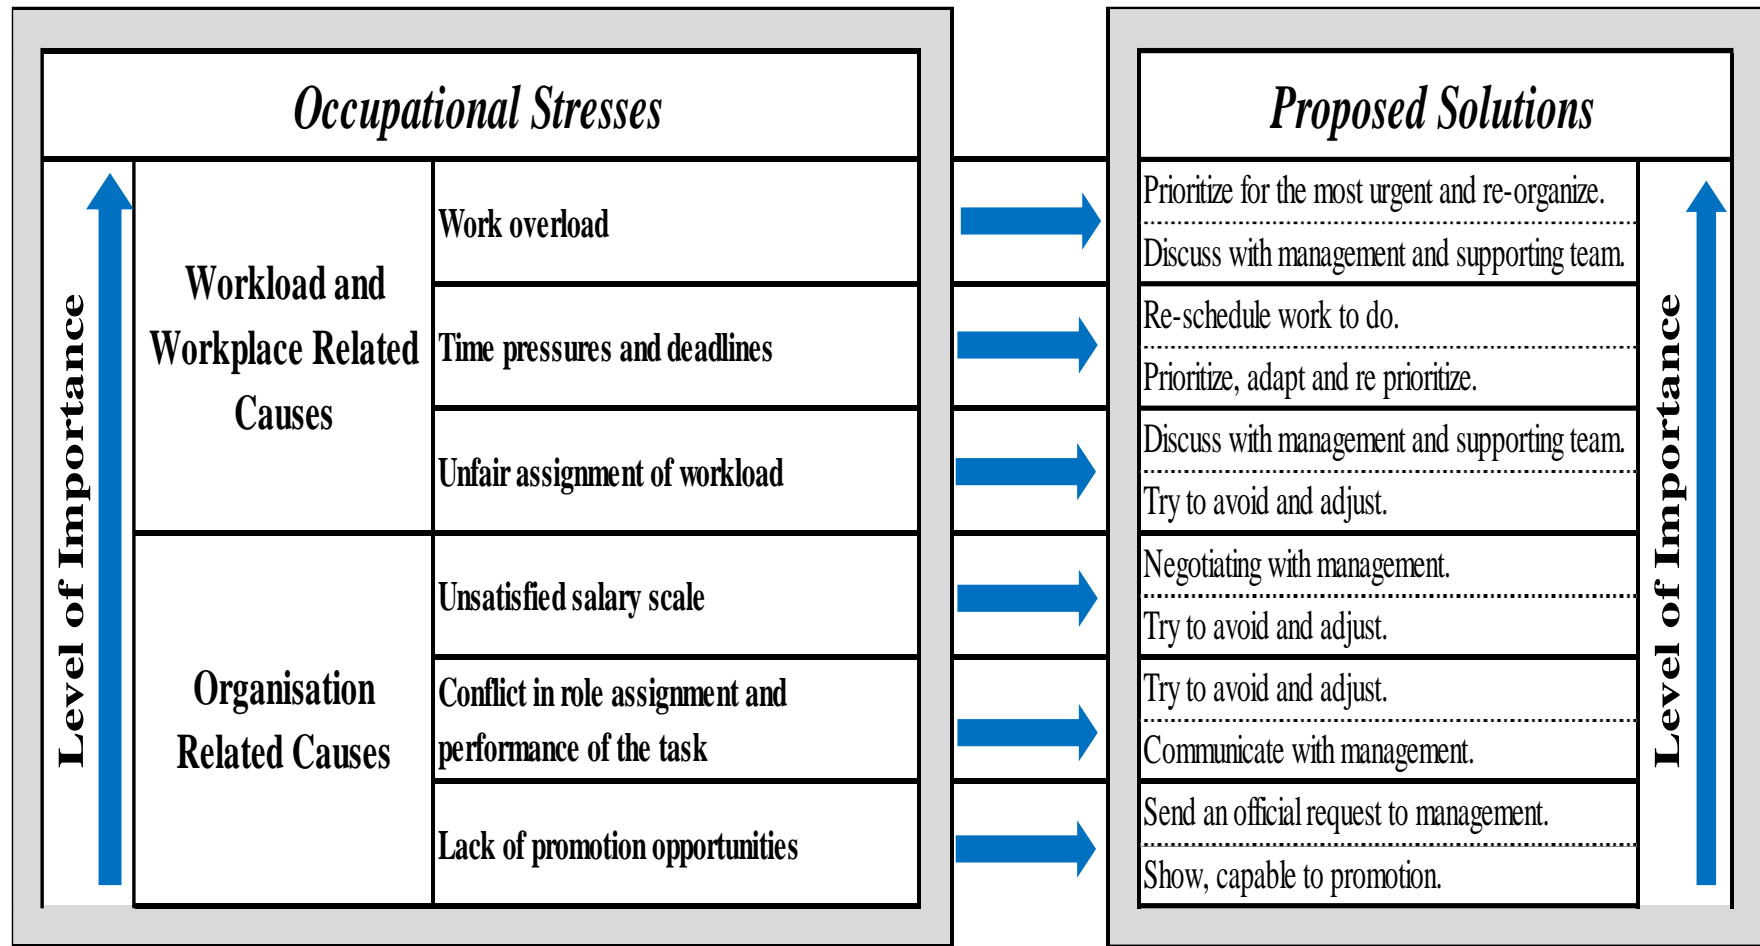 Occupational Stresses
Proposed Solutions
Level of Importance
Workload and
Workplace Related
Causes
Work overload
Prioritize for the most urgent and re-organize.
Discuss with management and supporting team.
Time pressures and deadlines
Re-schedule work to do.
Prioritize, adapt and re prioritize.
Unfair assignment of workload
Discuss with management and supporting team.
Try to avoid and adjust.
Organisation
Related Causes
Unsatisfied salary scale
Negotiating with management.
Try to avoid and adjust.
Conflict in role assignment and
performance of the task
Try to avoid and adjust.
Communicate with management.
Lack of promotion opportunities
Send an official request to management.
Show, capable to promotion.
Level of Importance